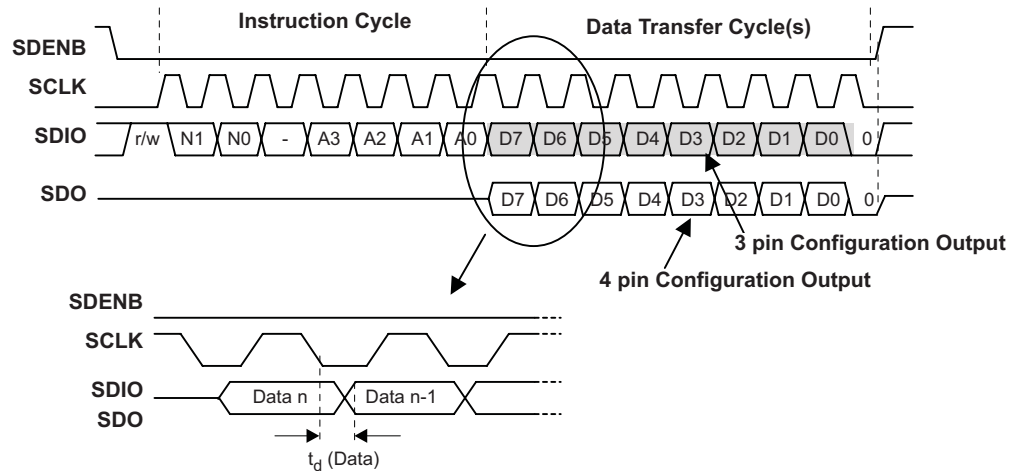 Instruction Cycle
Data Transfer Cycle(s)
SDENB
SCLK
SDIO r/w N1 N0 - A3 A2 A1 A0 D7 D6 D5 D4 D3 D2 D1 D0 0
SDO D7 D6 D5 D4 D3 D2 D1 D0 0
3 pin Configuration Output
4 pin Configuration Output
SDENB
SCLK
SDIO
SDO
Data n Data n-1
td (Data)